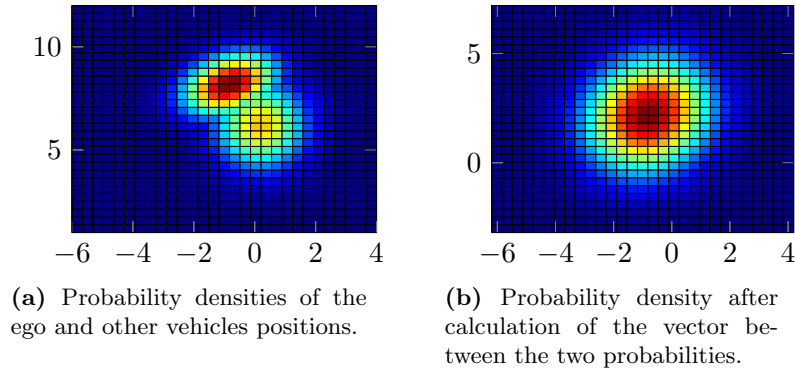 10
5
−6 −4 −2 0 2 4
5
0
−6 −4 −2 0 2 4
(a) Probability densities of the
ego and other vehicles positions.
(b) Probability density after
calculation of the vector be-
tween the two probabilities.